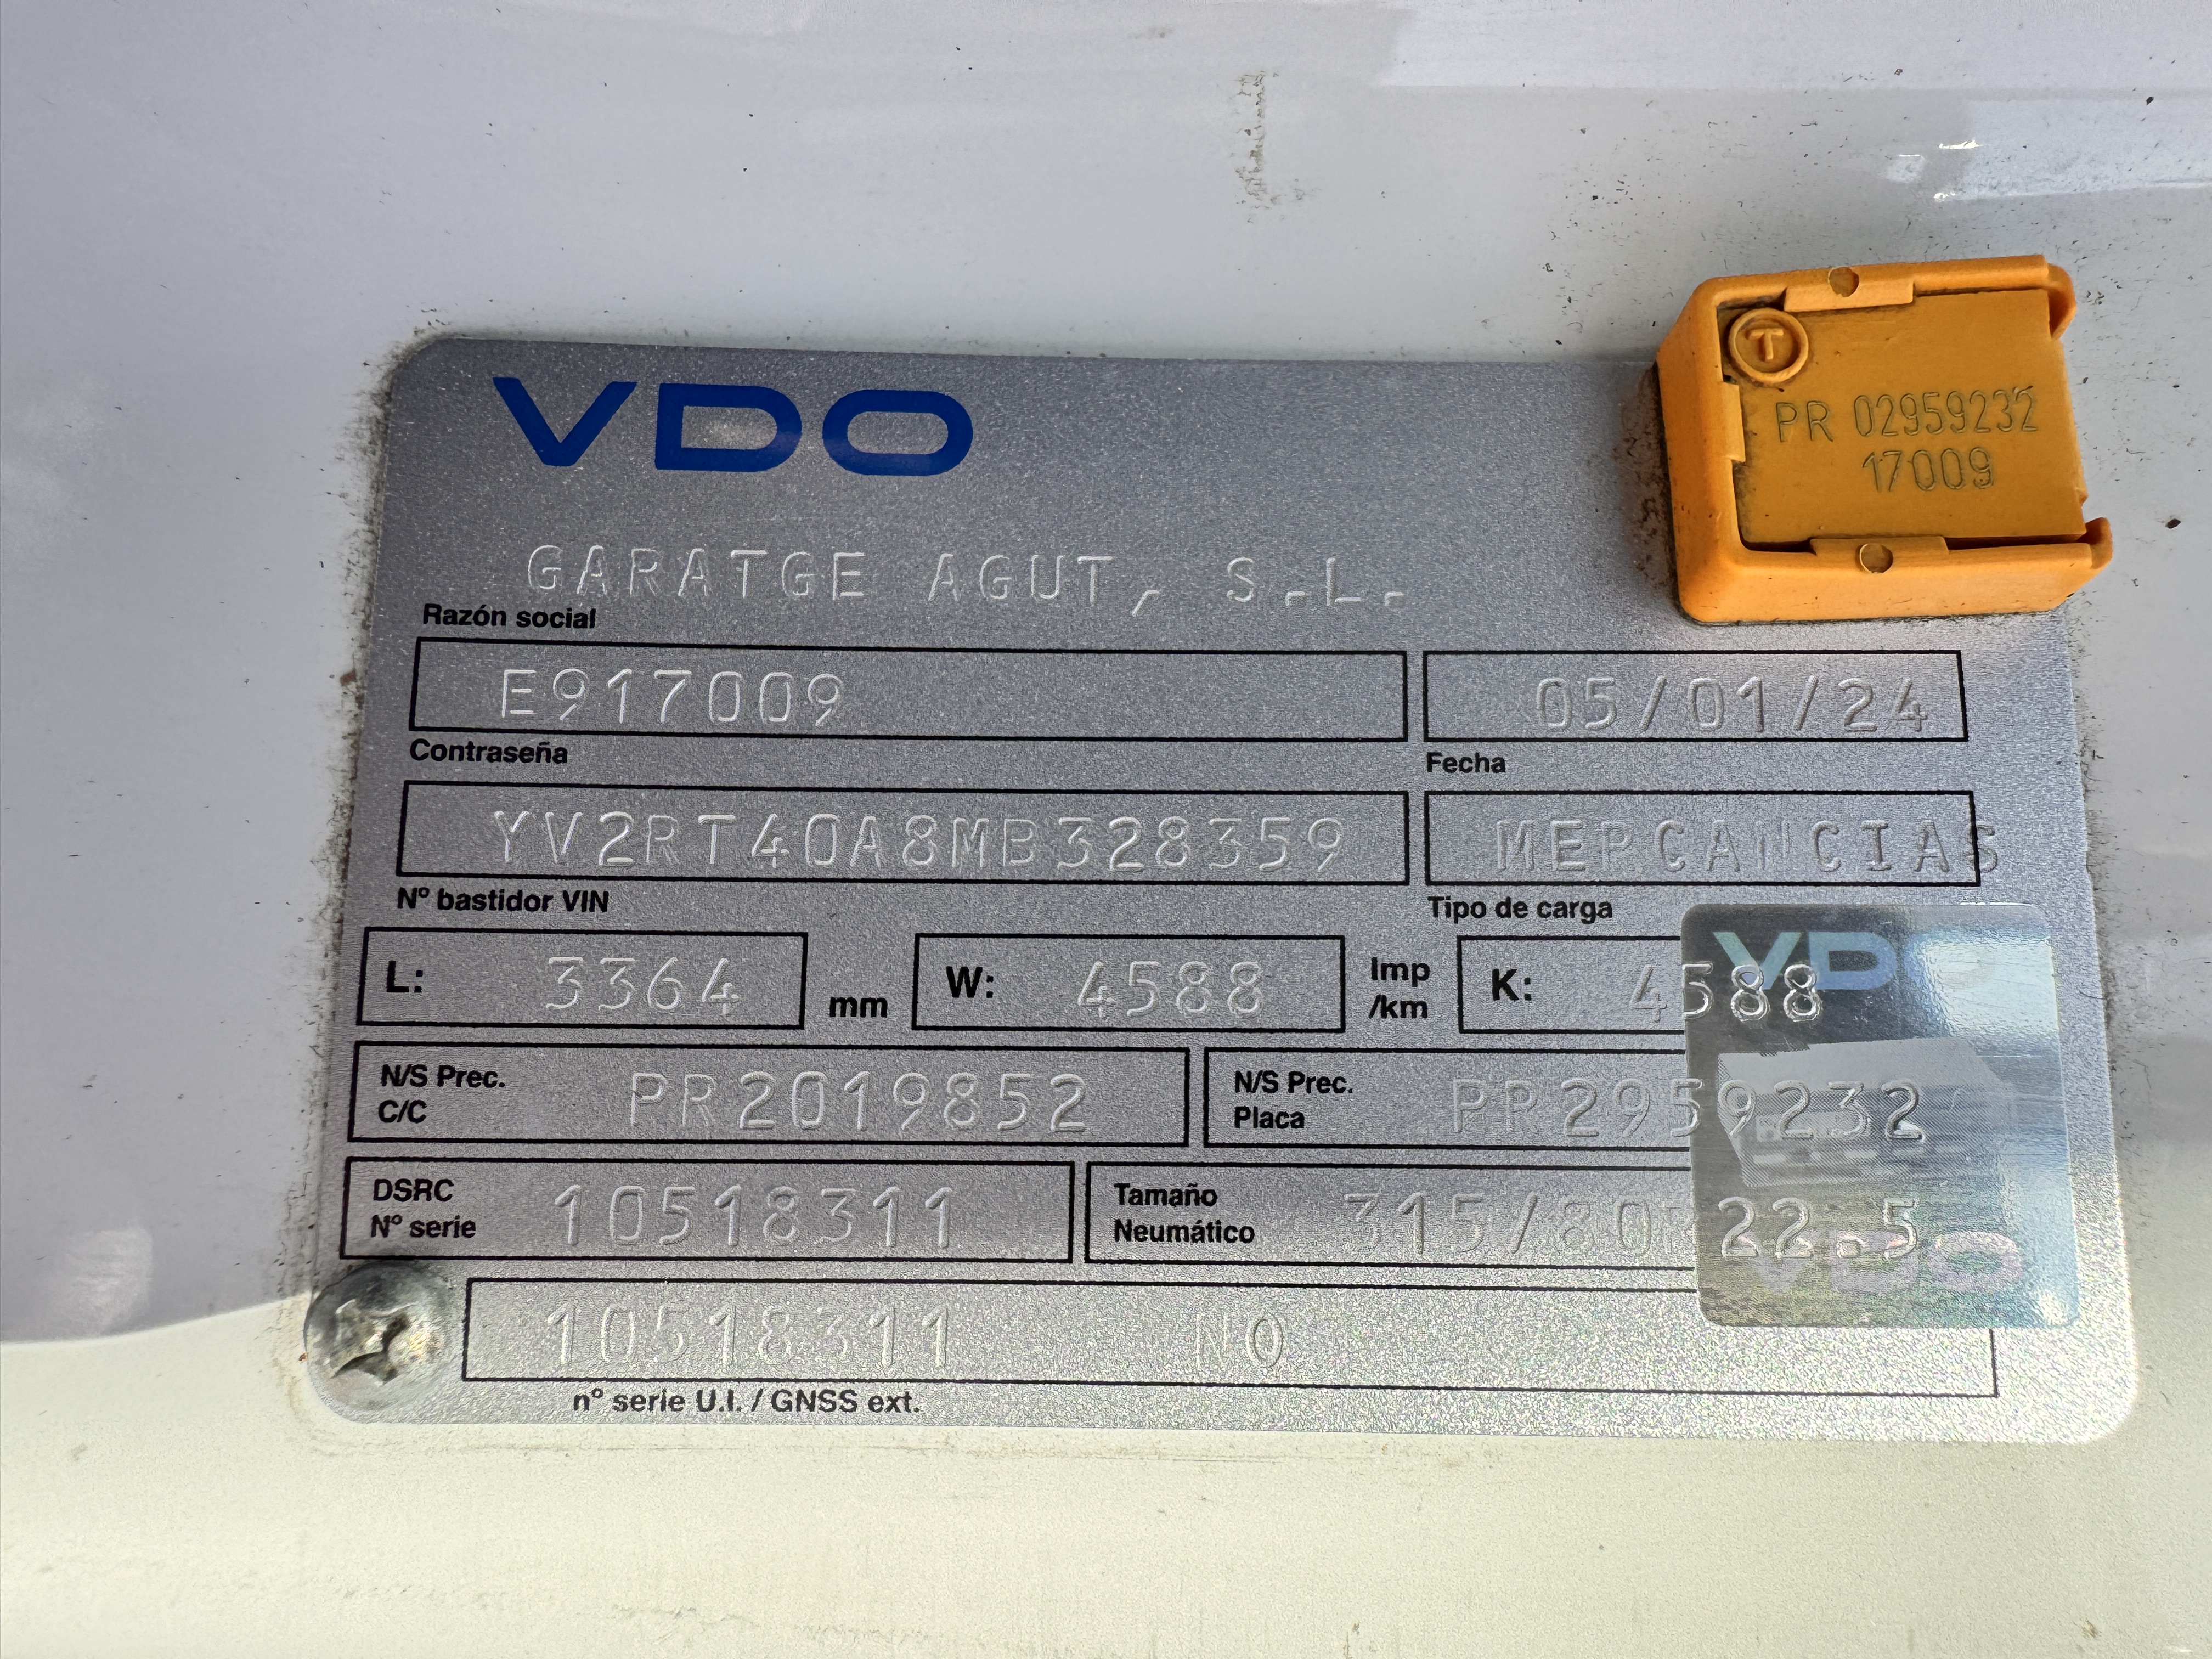 VDO
T
PR 02959232
17009
GARATGE AGUT, S.L.
Razón social
E917009 05/01/24
Contraseña Fecha
YV2RT40A8MB328359 MERCANCIAS
Nº bastidor VIN Tipo de carga
VDO
L: 3364 mm W: 4588 Imp /km K: 4588
N/S Prec. C/C PR2019852 N/S Prec. Placa PR2959232
DSRC Nº serie 10518311 Tamaño Neumático 315/80R22.5
VDO
10518311 NO
nº serie U.I. / GNSS ext.